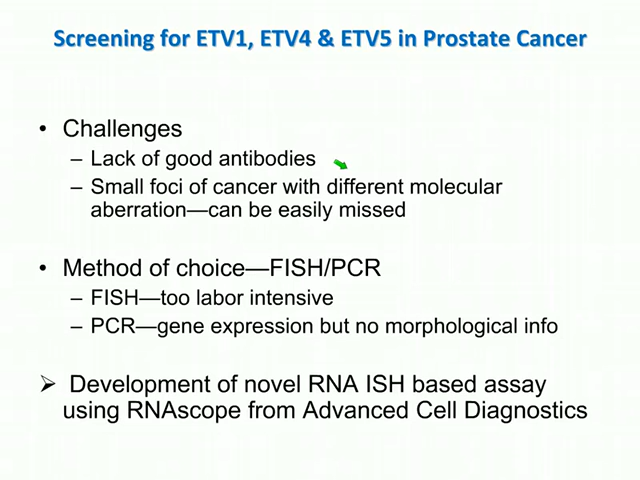 Screening for ETV1, ETV4 & ETV5 in Prostate Cancer
• Challenges
– Lack of good antibodies
– Small foci of cancer with different molecular
aberration—can be easily missed
• Method of choice—FISH/PCR
– FISH—too labor intensive
– PCR—gene expression but no morphological info
➢ Development of novel RNA ISH based assay
using RNAscope from Advanced Cell Diagnostics